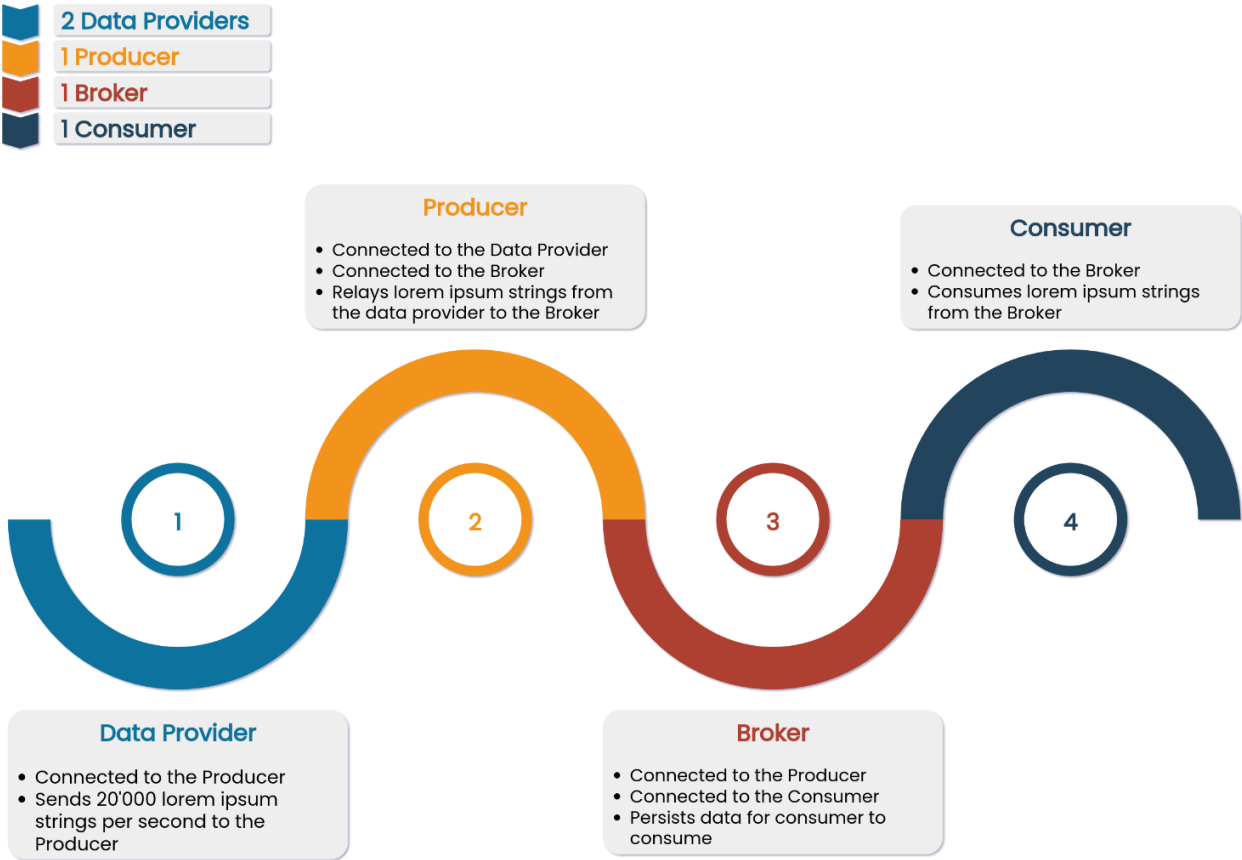 2 Data Providers
1 Producer
1 Broker
1 Consumer
Producer
• Connected to the Data Provider
• Connected to the Broker
• Relays lorem ipsum strings from
the data provider to the Broker
Consumer
• Connected to the Broker
• Consumes lorem ipsum strings
from the Broker
1
2
3
4
Data Provider
• Connected to the Producer
• Sends 20'000 lorem ipsum
strings per second to the
Producer
Broker
• Connected to the Producer
• Connected to the Consumer
• Persists data for consumer to
consume